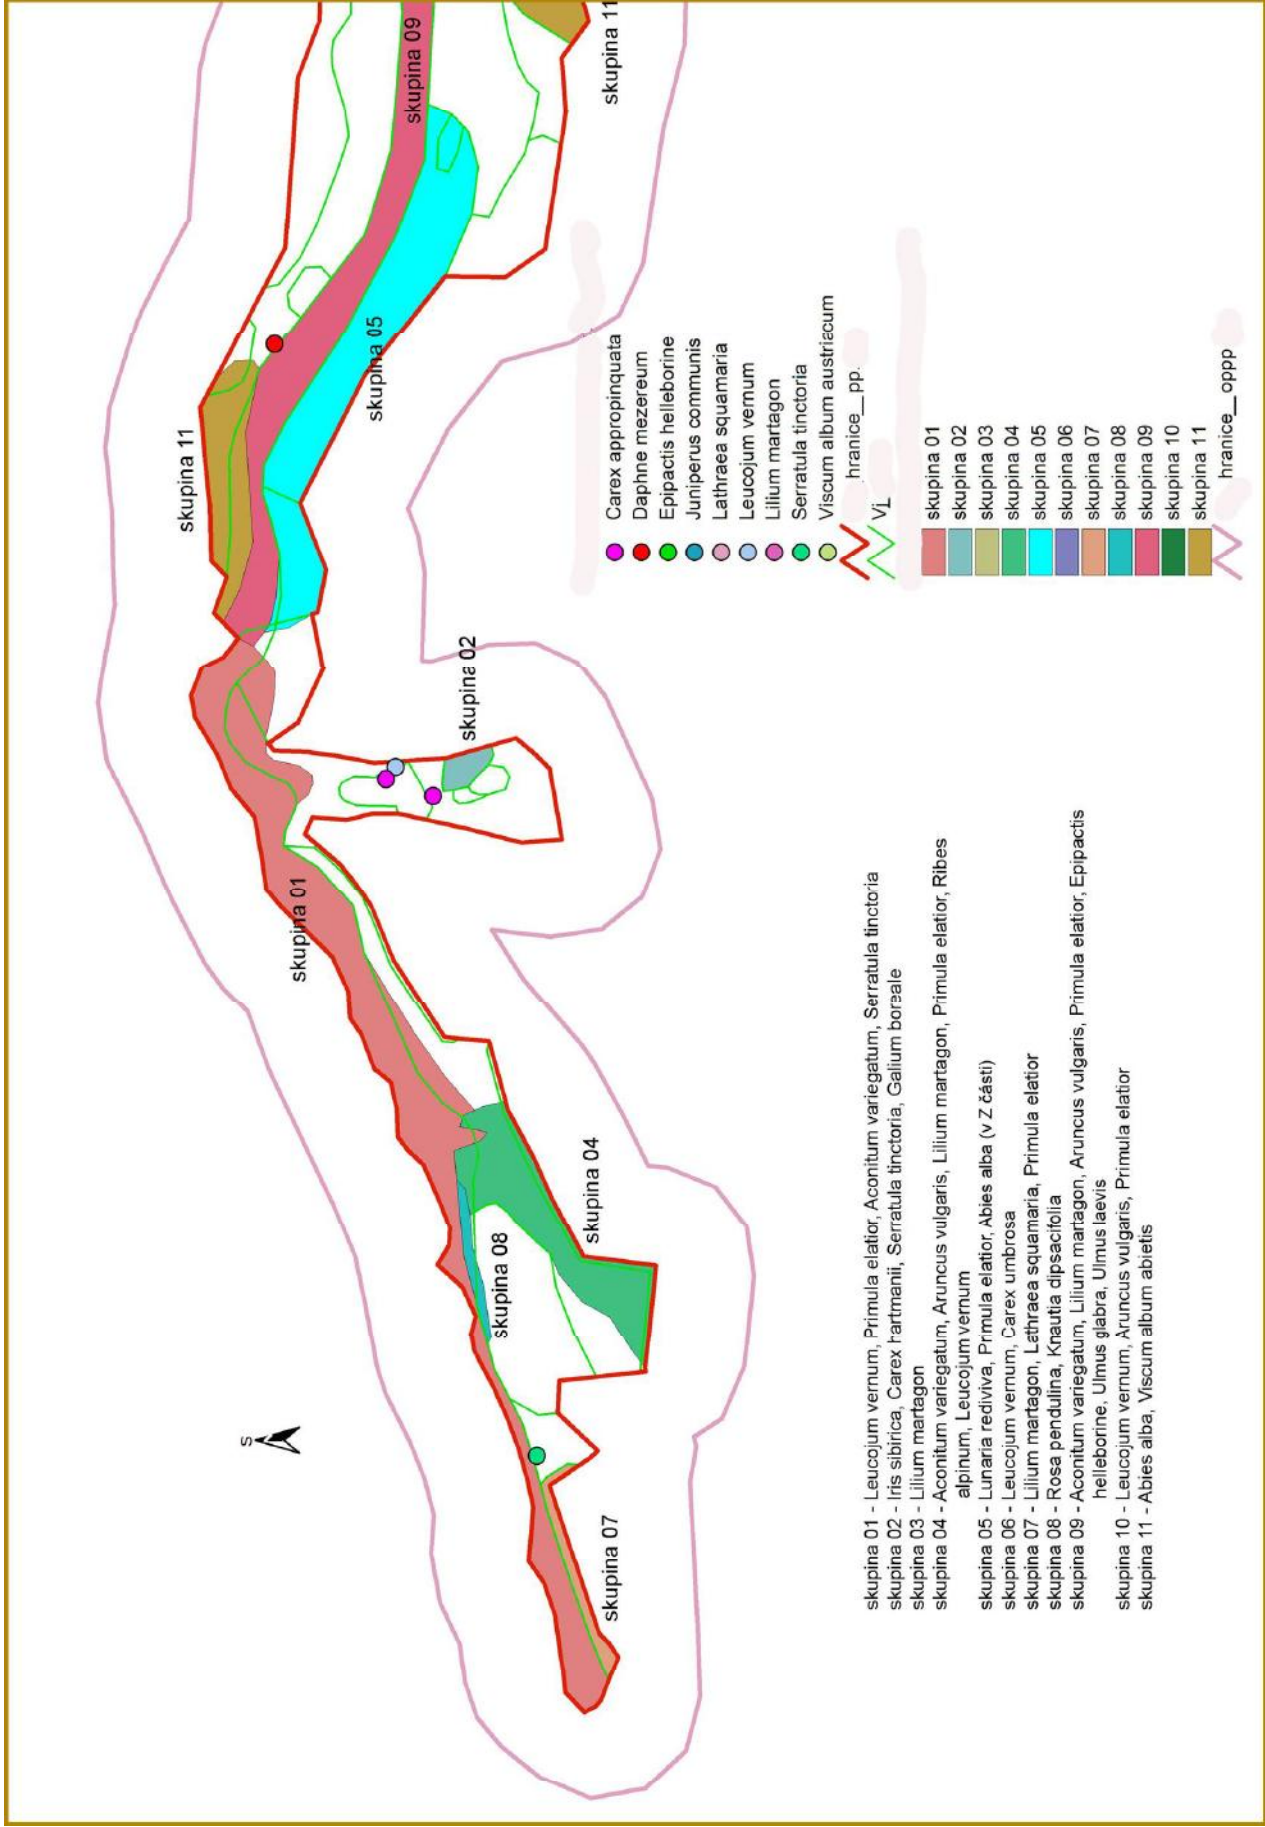 skupina 11
skupina 09
skupina 11
skupina 05
skupina 02
skupina 01
skupina 04
skupina 08
skupina 07
S
Carex appropinquata
Daphne mezereum
Epipactis helleborine
Juniperus communis
Lathraea squamaria
Leucojum vernum
Lilium martagon
Serratula tinctoria
Viscum album austriacum
hranice__pp.
skupina 01
skupina 02
skupina 03
skupina 04
skupina 05
skupina 06
skupina 07
skupina 08
skupina 09
skupina 10
skupina 11
hranice__oppp
skupina 01 - Leucojum vernum, Primula elatior, Aconitum variegatum, Serratula tinctoria
skupina 02 - Iris sibirica, Carex hartmanii, Serratula tinctoria, Galium boreale
skupina 03 - Lilium martagon
skupina 04 - Aconitum variegatum, Aruncus vulgaris, Lilium martagon, Primula elatior, Ribes
alpinum, Leucojum vernum
skupina 05 - Lunaria rediviva, Primula elatior, Abies alba (v Z části)
skupina 06 - Leucojum vernum, Carex umbrosa
skupina 07 - Lilium martagon, Lathraea squamaria, Primula elatior
skupina 08 - Rosa pendulina, Knautia dipsacifolia
skupina 09 - Aconitum variegatum, Lilium martagon, Aruncus vulgaris, Primula elatior, Epipactis
helleborine, Ulmus glabra, Ulmus laevis
skupina 10 - Leucojum vernum, Aruncus vulgaris, Primula elatior
skupina 11 - Abies alba, Viscum album abietis